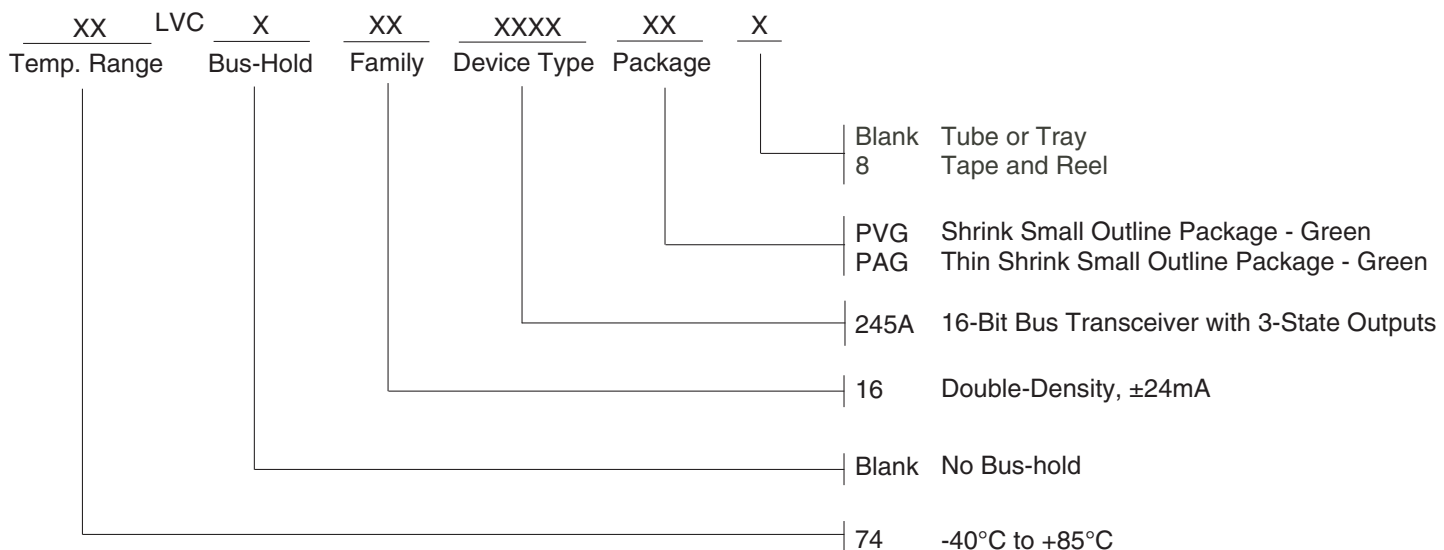 XX LVC X XX XXXX XX X
Temp. Range Bus-Hold Family Device Type Package
Blank Tube or Tray
8 Tape and Reel
PVG Shrink Small Outline Package - Green
PAG Thin Shrink Small Outline Package - Green
245A 16-Bit Bus Transceiver with 3-State Outputs
16 Double-Density, ±24mA
Blank No Bus-hold
74 -40°C to +85°C